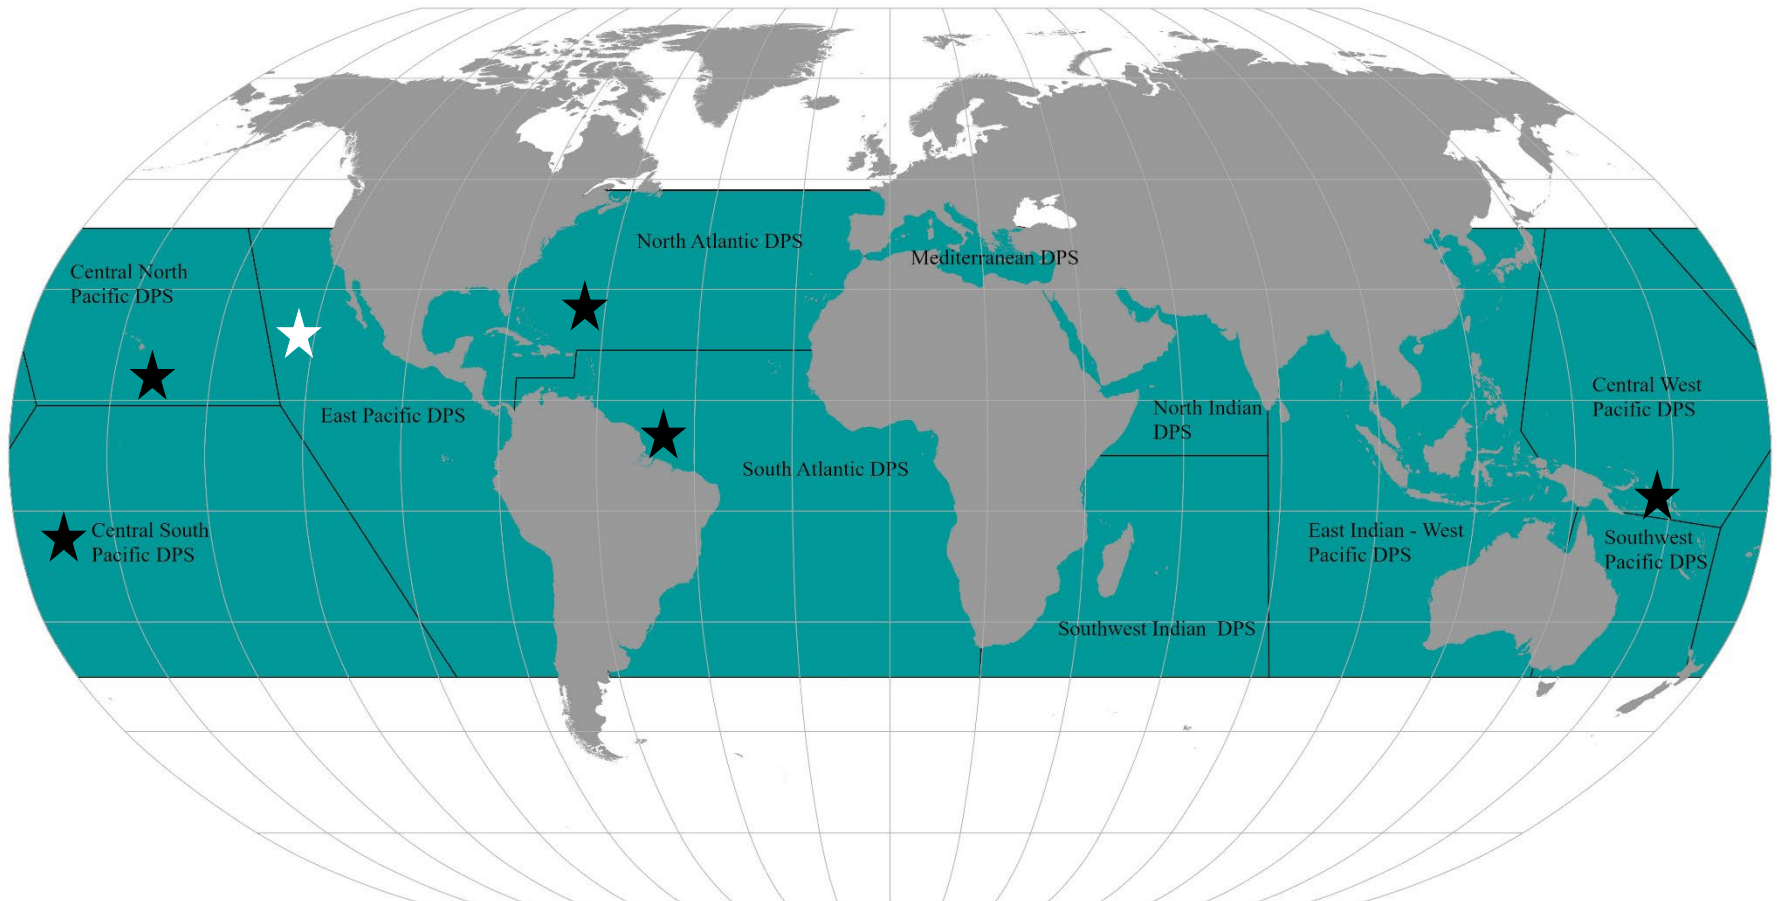 North Atlantic DPS
Mediterranean DPS
Central North
Pacific DPS
Central West
Pacific DPS
East Pacific DPS
North Indian
DPS
South Atlantic DPS
Central South
Pacific DPS
East Indian - West
Pacific DPS
Southwest
Pacific DPS
Southwest Indian DPS